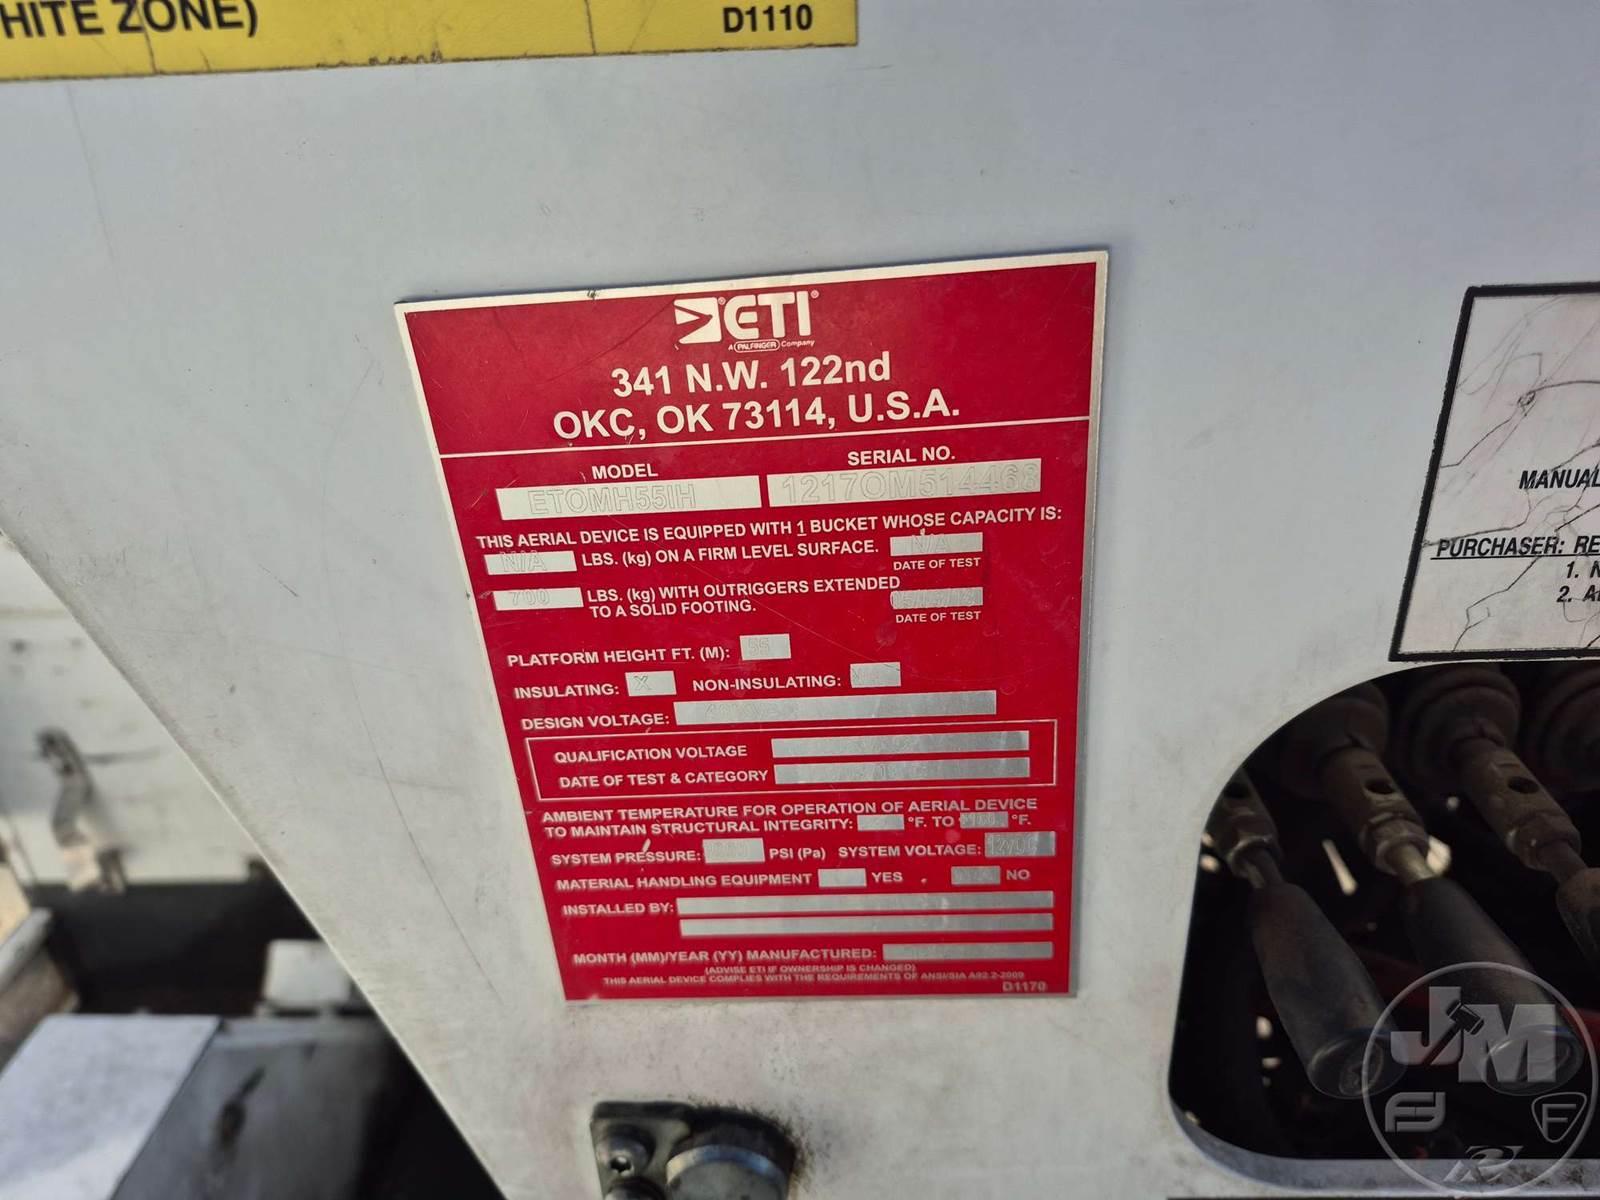 HITE ZONE)
D1110
ETI
A PALFINGER Company
341 N.W. 122nd
OKC, OK 73114, U.S.A.
MODEL
SERIAL NO.
ETOMH55IH
1217OM514468
THIS AERIAL DEVICE IS EQUIPPED WITH 1 BUCKET WHOSE CAPACITY IS:
N/A LBS. (kg) ON A FIRM LEVEL SURFACE. N/A
DATE OF TEST
700 LBS. (kg) WITH OUTRIGGERS EXTENDED
TO A SOLID FOOTING.
DATE OF TEST
PLATFORM HEIGHT FT. (M): 55
INSULATING: X NON-INSULATING:
DESIGN VOLTAGE:
QUALIFICATION VOLTAGE
DATE OF TEST & CATEGORY
AMBIENT TEMPERATURE FOR OPERATION OF AERIAL DEVICE
TO MAINTAIN STRUCTURAL INTEGRITY: °F. TO °F.
SYSTEM PRESSURE: PSI (Pa) SYSTEM VOLTAGE: 12VDC
MATERIAL HANDLING EQUIPMENT YES NO
INSTALLED BY:
MONTH (MM)/YEAR (YY) MANUFACTURED:
(ADVISE ETI IF OWNERSHIP IS CHANGED)
THIS AERIAL DEVICE COMPLIES WITH THE REQUIREMENTS OF ANSI/SIA A92.2-2009
D1170
MANUAL
PURCHASER: RE
1. N
2. A
JM